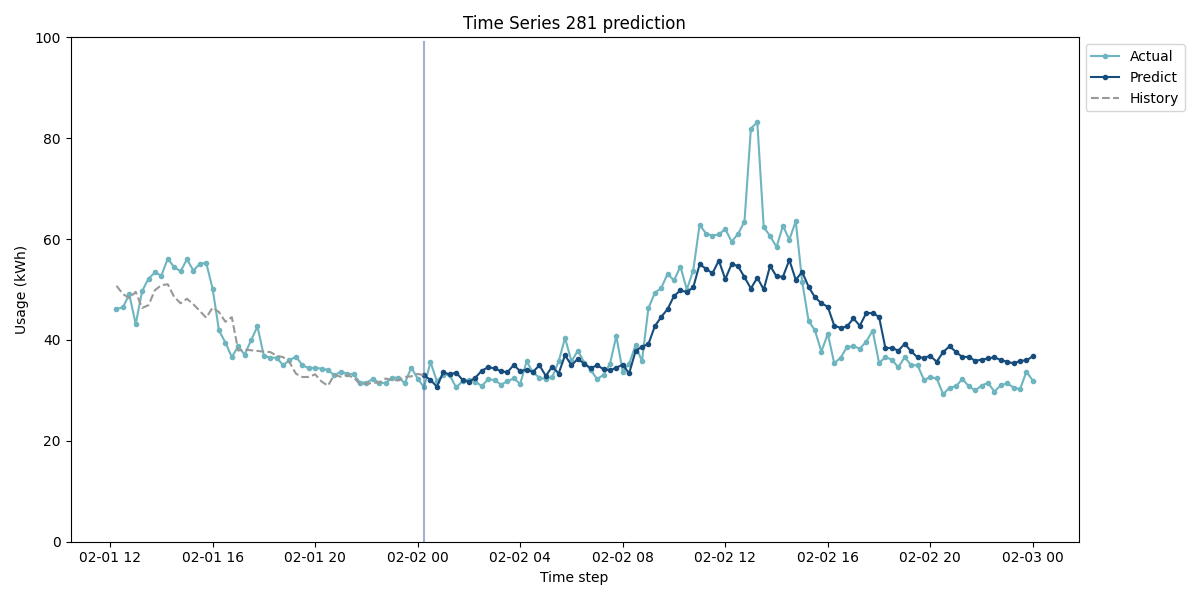 Time Series 281 prediction
100
80
60
40
20
0
Usage (kWh)
02-01 12
02-01 16
02-01 20
02-02 00
02-02 04
02-02 08
02-02 12
02-02 16
02-02 20
02-03 00
Time step
Actual
Predict
History